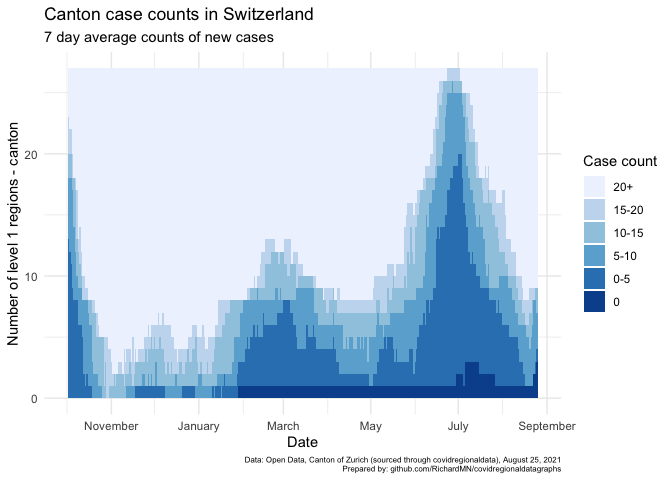 Canton case counts in Switzerland
7 day average counts of new cases
Number of level 1 regions - canton
20
10
0
November
January
March
May
July
September
Date
Case count
20+
15-20
10-15
5-10
0-5
0
Data: Open Data, Canton of Zurich (sourced through covidregionaldata), August 25, 2021
Prepared by: github.com/RichardMN/covidregionaldatagraphs